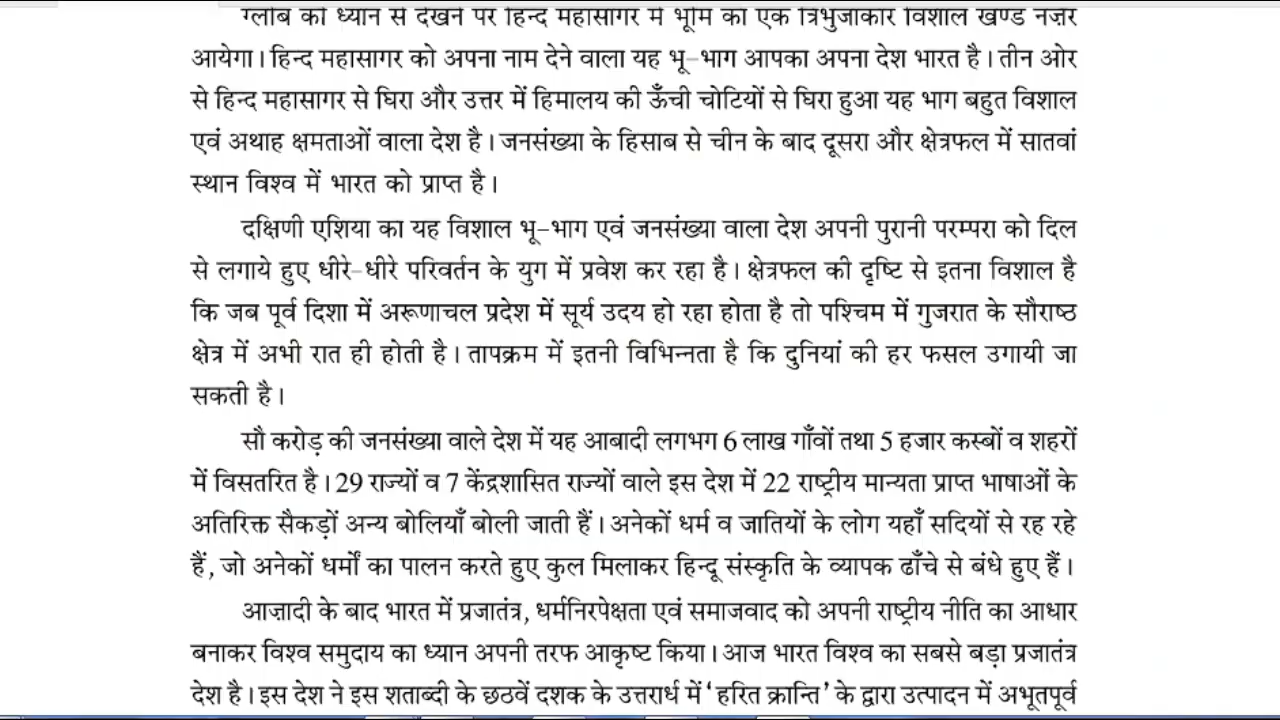 ग्लोब को ध्यान से देखने पर हिन्द महासागर में भूमि का एक त्रिभुजाकार विशाल खण्ड नज़र
आयेगा। हिन्द महासागर को अपना नाम देने वाला यह भू-भाग आपका अपना देश भारत है। तीन ओर
से हिन्द महासागर से घिरा और उत्तर में हिमालय की ऊँची चोटियों से घिरा हुआ यह भाग बहुत विशाल
एवं अथाह क्षमताओं वाला देश है। जनसंख्या के हिसाब से चीन के बाद दूसरा और क्षेत्रफल में सातवां
स्थान विश्व में भारत को प्राप्त है।
दक्षिणी एशिया का यह विशाल भू-भाग एवं जनसंख्या वाला देश अपनी पुरानी परम्परा को दिल
से लगाये हुए धीरे-धीरे परिवर्तन के युग में प्रवेश कर रहा है। क्षेत्रफल की दृष्टि से इतना विशाल है
कि जब पूर्व दिशा में अरूणाचल प्रदेश में सूर्य उदय हो रहा होता है तो पश्चिम में गुजरात के सौराष्ठ
क्षेत्र में अभी रात ही होती है। तापक्रम में इतनी विभिन्नता है कि दुनियां की हर फसल उगायी जा
सकती है।
सौ करोड़ की जनसंख्या वाले देश में यह आबादी लगभग 6 लाख गाँवों तथा 5 हजार कस्बों व शहरों
में विसतरित है। 29 राज्यों व 7 केंद्रशासित राज्यों वाले इस देश में 22 राष्ट्रीय मान्यता प्राप्त भाषाओं के
अतिरिक्त सैकड़ों अन्य बोलियाँ बोली जाती हैं। अनेकों धर्म व जातियों के लोग यहाँ सदियों से रह रहे
हैं, जो अनेकों धर्मों का पालन करते हुए कुल मिलाकर हिन्दू संस्कृति के व्यापक ढाँचे से बंधे हुए हैं।
आज़ादी के बाद भारत में प्रजातंत्र, धर्मनिरपेक्षता एवं समाजवाद को अपनी राष्ट्रीय नीति का आधार
बनाकर विश्व समुदाय का ध्यान अपनी तरफ आकृष्ट किया। आज भारत विश्व का सबसे बड़ा प्रजातंत्र
देश है। इस देश ने इस शताब्दी के छठवें दशक के उत्तरार्ध में ‘हरित क्रान्ति’ के द्वारा उत्पादन में अभूतपूर्व